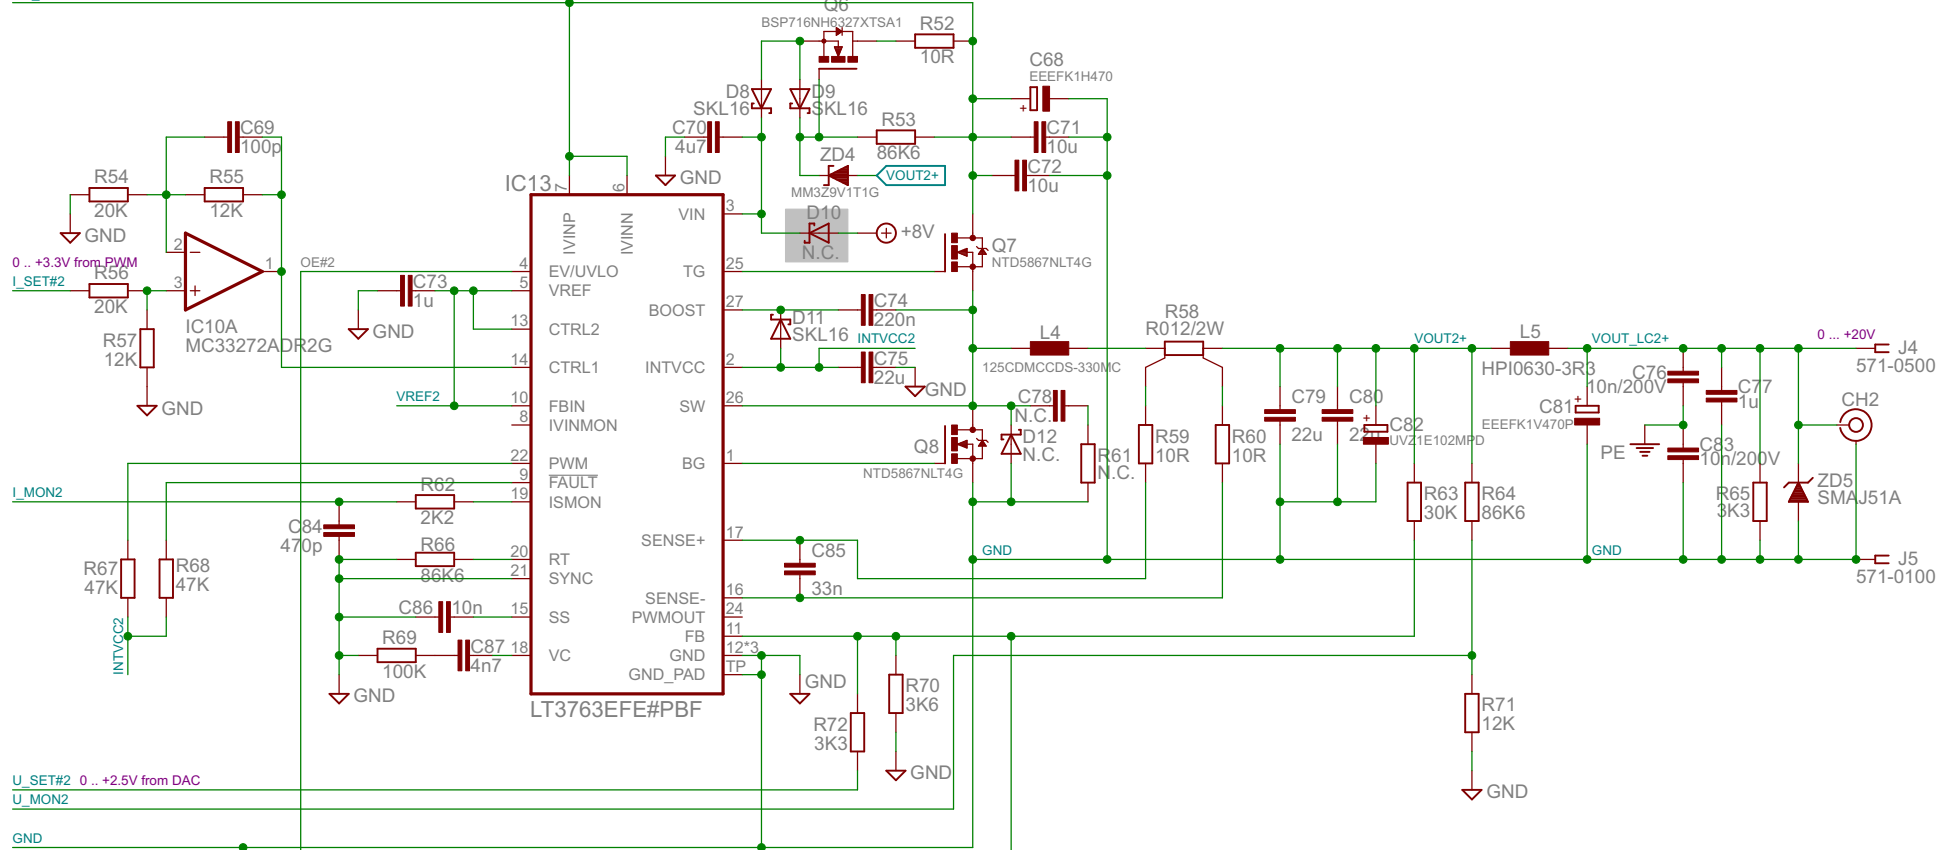 Q6
BSP716NH6327XTSA1
R52
10R
C68
EEEFK1H470
+
D8
SKL16
D9
SKL16
C69
100p
C70
4u7
GND
R53
86K6
C71
10u
ZD4
VOUT2+
MM3Z9V1T1G
C72
10u
R54
20K
R55
12K
GND
IC13
7
6
IVINP
IVINN
VIN
3
D10
N.C.
+8V
0 .. +3.3V from PWM
I_SET#2
R56
20K
2
3
1
IC10A
MC33272ADR2G
R57
12K
GND
OE#2
C73
1u
GND
4
EV/UVLO
5
VREF
13
CTRL2
14
CTRL1
VREF2
10
FBIN
8
IVINMON
TG
25
Q7
NTD5867NLT4G
BOOST
27
C74
220n
D11
SKL16
INTVCC2
INTVCC
2
C75
22u
GND
SW
26
L4
125CDMCCDS-330MC
R58
R012/2W
VOUT2+
L5
HPI0630-3R3
VOUT_LC2+
0 ... +20V
J4
571-0500
C78
N.C.
D12
N.C.
R61
N.C.
Q8
NTD5867NLT4G
BG
1
R59
10R
R60
10R
C79
22u
C80
22u
+
C82
UVZ1E102MPD
C76
10n/200V
C77
1u
C81
+
EEEFK1V470P
PE
C83
10n/200V
CH2
ZD5
SMAJ51A
R65
3K3
R63
30K
R64
86K6
GND
GND
J5
571-0100
22
PWM
9
FAULT
I_MON2
R62
2K2
19
ISMON
C84
470p
R66
86K6
20
RT
21
SYNC
R67
47K
R68
47K
INTVCC2
C86
10n
15
SS
R69
100K
C87
4n7
18
VC
GND
SENSE+
17
C85
33n
SENSE-
16
PWMOUT
24
FB
11
GND
12*3
GND_PAD
TP
GND
LT3763EFE#PBF
R70
3K6
R72
3K3
GND
R71
12K
GND
U_SET#2 0 .. +2.5V from DAC
U_MON2
GND